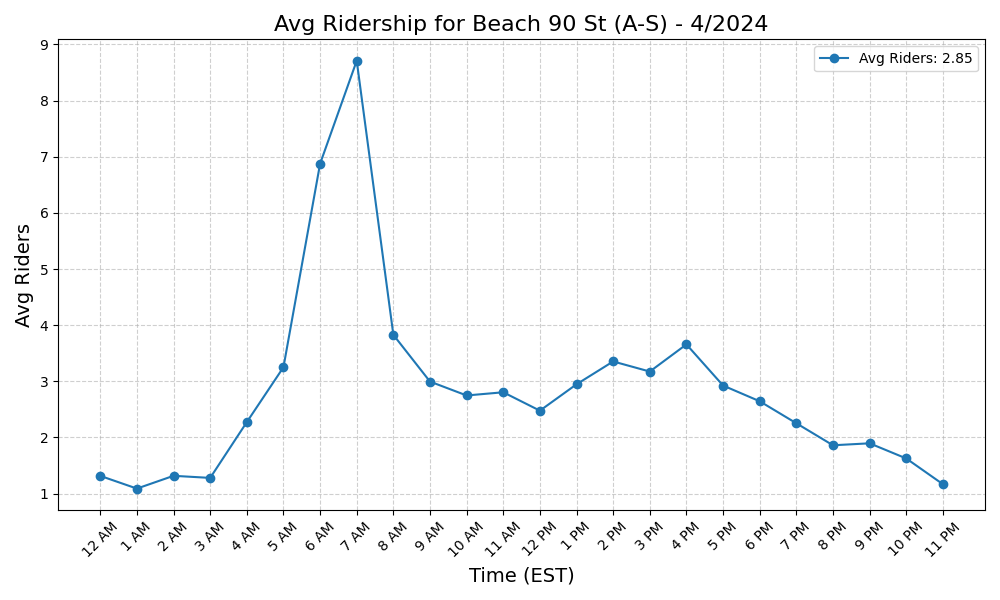 Avg Ridership for Beach 90 St (A-S) - 4/2024
Avg Riders: 2.85
Avg Riders
9
8
7
6
5
4
3
2
1
12 AM
1 AM
2 AM
3 AM
4 AM
5 AM
6 AM
7 AM
8 AM
9 AM
10 AM
11 AM
12 PM
1 PM
2 PM
3 PM
4 PM
5 PM
6 PM
7 PM
8 PM
9 PM
10 PM
11 PM
Time (EST)